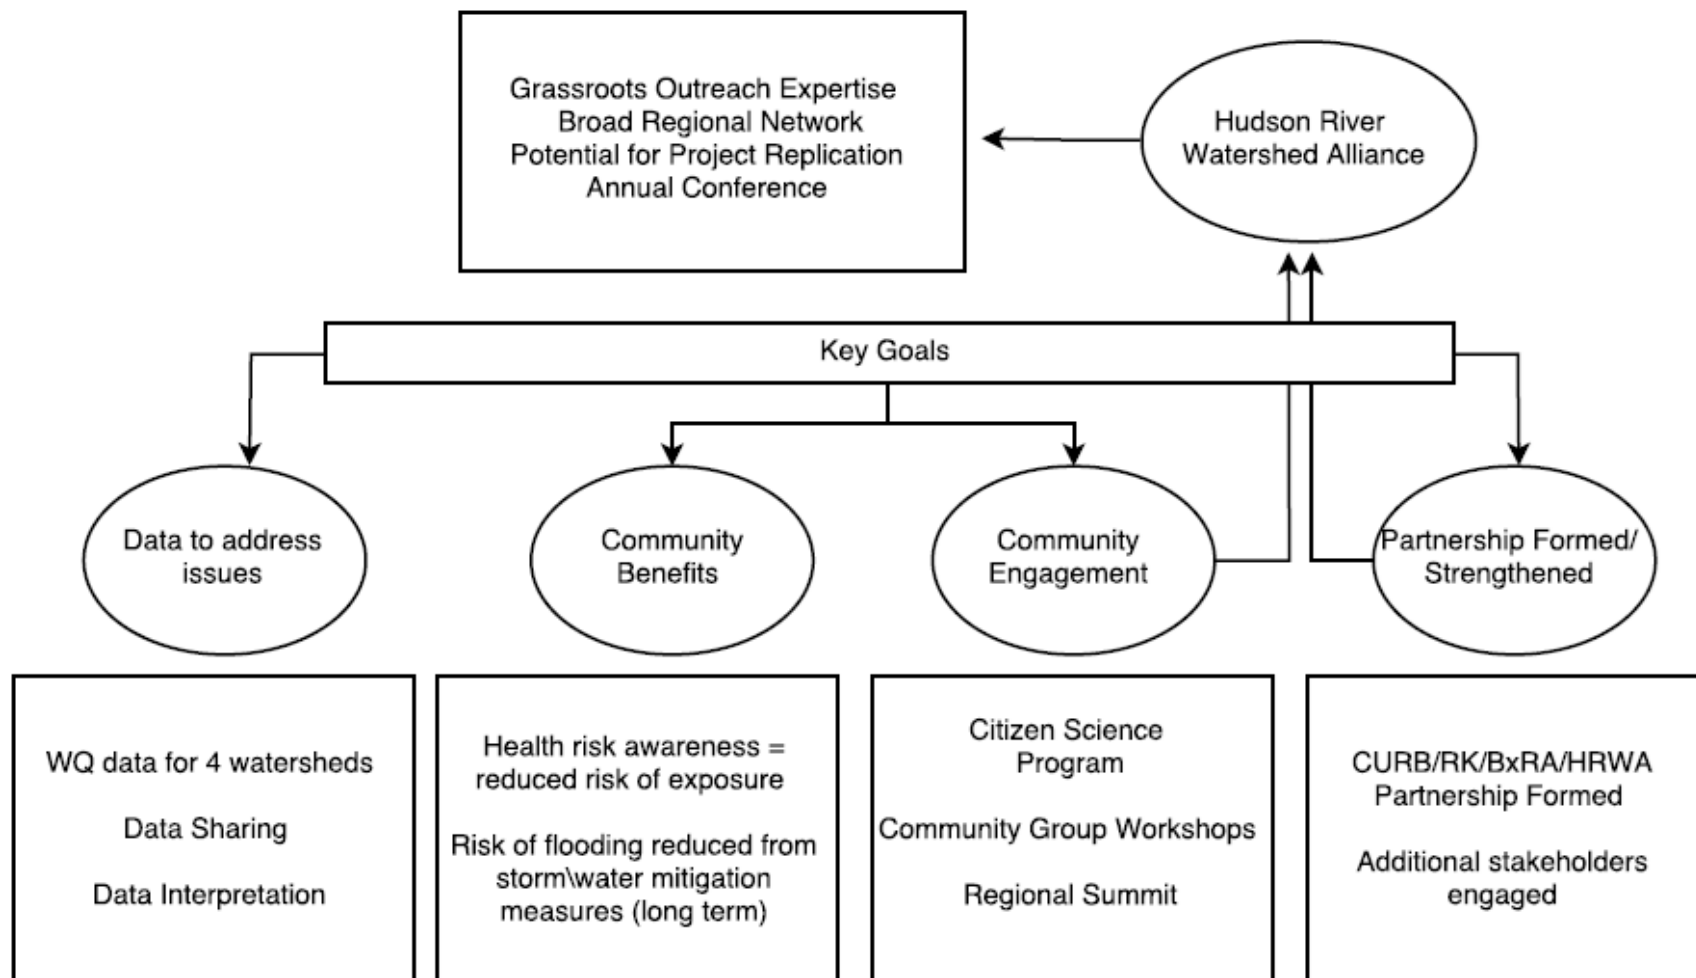 Grassroots Outreach Expertise
Broad Regional Network
Potential for Project Replication
Annual Conference
Hudson River
Watershed Alliance
Key Goals
Data to address
issues
Community
Benefits
Community
Engagement
Partnership Formed/
Strengthened
WQ data for 4 watersheds
Data Sharing
Data Interpretation
Health risk awareness =
reduced risk of exposure
Risk of flooding reduced from
storm\water mitigation
measures (long term)
Citizen Science
Program
Community Group Workshops
Regional Summit
CURB/RK/BxRA/HRWA
Partnership Formed
Additional stakeholders
engaged